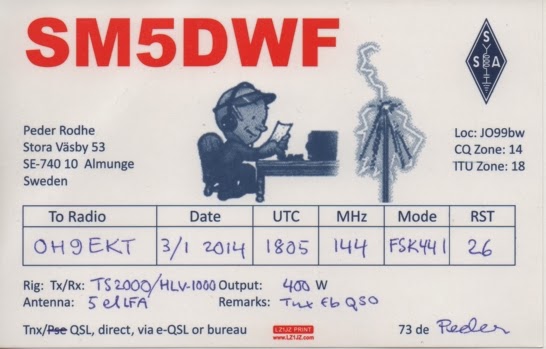 SM5DWF
S
S S A
Peder Rodhe
Stora Väsby 53
SE-740 10 Almunge
Sweden
Loc: JO99bw
CQ Zone: 14
ITU Zone: 18
To Radio Date UTC MHz Mode RST
OH9EKT 3/1 2014 1805 144 FSK441 26
Rig: Tx/Rx: TS2000/HLV-1000 Output: 400 W
Antenna: 5 el LFA Remarks: Tnx Eb QSO
Tnx/Pse QSL, direct, via e-QSL or bureau
LZ1JZ PRINT
www.LZ1JZ.com
73 de Peder